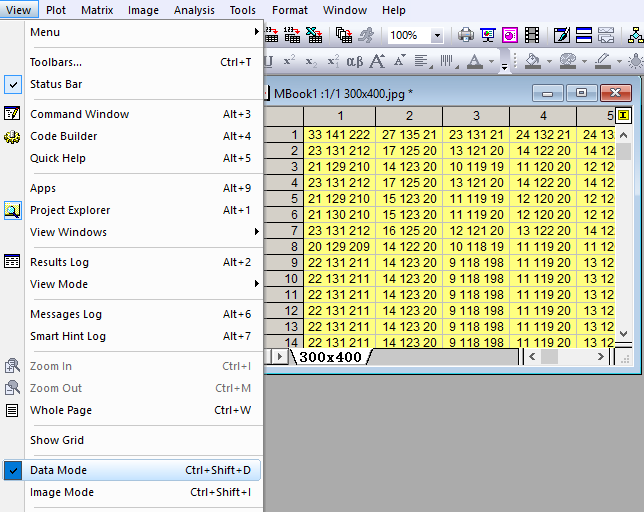 View Plot Matrix Image Analysis Tools Format Window Help
Menu
Toolbars... Ctrl+T
Status Bar
Command Window Alt+3
Code Builder Alt+4
Quick Help Alt+5
Apps Alt+9
Project Explorer Alt+1
View Windows
Results Log Alt+2
View Mode
Messages Log Alt+6
Smart Hint Log Alt+7
Zoom In Ctrl+I
Zoom Out Ctrl+M
Whole Page Ctrl+W
Show Grid
Data Mode Ctrl+Shift+D
Image Mode Ctrl+Shift+I
100%
MBook1 :1/1 300x400.jpg *
1 2 3 4 5
1 33 141 222 27 135 21 23 131 21 24 132 21 24 13
2 23 131 212 17 125 20 13 121 20 14 122 20 14 12
3 21 129 210 14 123 20 10 119 19 11 120 20 12 12
4 23 131 212 17 125 20 13 121 20 14 122 20 14 12
5 21 129 210 15 123 20 11 119 19 12 120 20 12 12
6 21 130 210 15 123 20 11 119 20 12 120 20 12 12
7 23 131 212 16 125 20 12 121 20 13 122 20 14 12
8 20 129 209 14 122 20 10 118 19 11 119 20 11 12
9 22 131 211 14 123 20 9 118 198 11 119 20 13 12
10 22 131 211 14 123 20 9 118 198 11 119 20 13 12
11 22 131 211 14 123 20 9 118 198 11 119 20 13 12
12 22 131 211 14 123 20 9 118 198 11 119 20 13 12
13 22 131 211 14 123 20 9 118 198 11 119 20 13 12
14 22 131 211 14 123 20 9 118 198 11 119 20 13 12
300x400